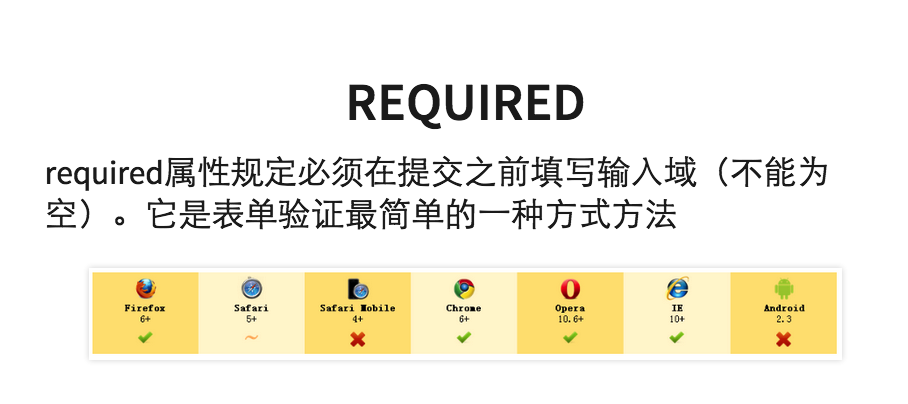 REQUIRED
required属性规定必须在提交之前填写输入域（不能为
空）。它是表单验证最简单的一种方式方法
Firefox Safari Safari Mobile Chrome Opera IE Android
6+ 5+ 4+ 6+ 10.6+ 10+ 2.3